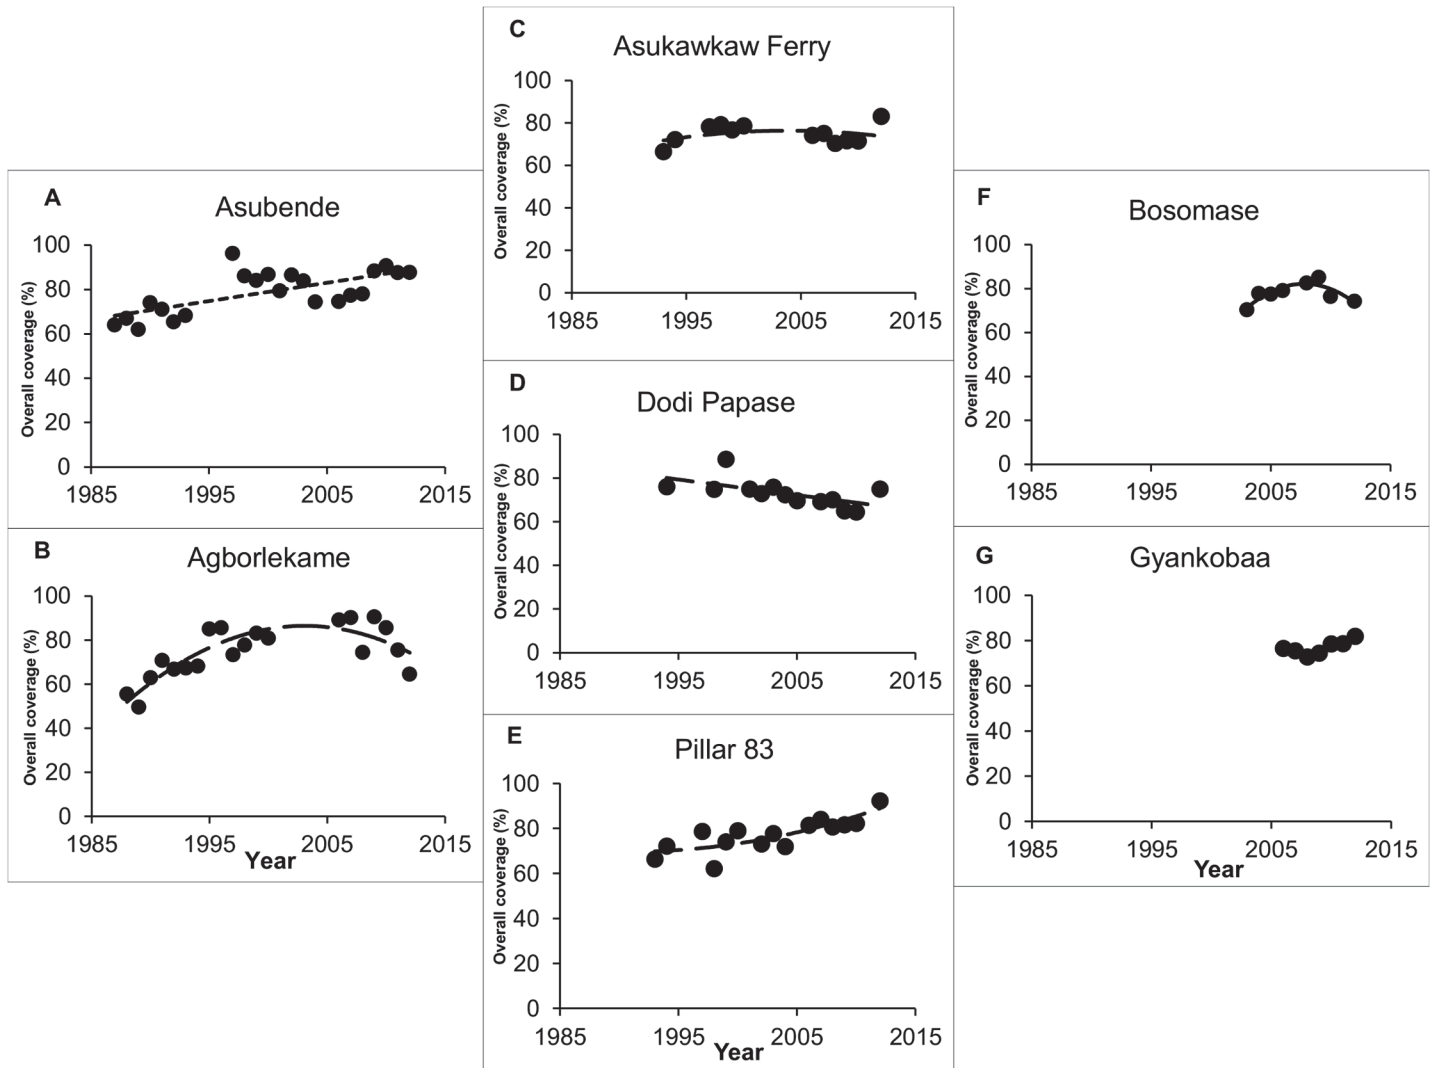 A
Asubende
Overall coverage (%)
100
80
60
40
20
0
1985 1995 2005 2015
B
Agborlekame
Overall coverage (%)
100
80
60
40
20
0
1985 1995 2005 2015
Year
C
Asukawkaw Ferry
Overall coverage (%)
100
80
60
40
20
0
1985 1995 2005 2015
D
Dodi Papase
Overall coverage (%)
100
80
60
40
20
0
1985 1995 2005 2015
E
Pillar 83
Overall coverage (%)
100
80
60
40
20
0
1985 1995 2005 2015
Year
F
Bosomase
Overall coverage (%)
100
80
60
40
20
0
1985 1995 2005 2015
G
Gyankobaa
Overall coverage (%)
100
80
60
40
20
0
1985 1995 2005 2015
Year